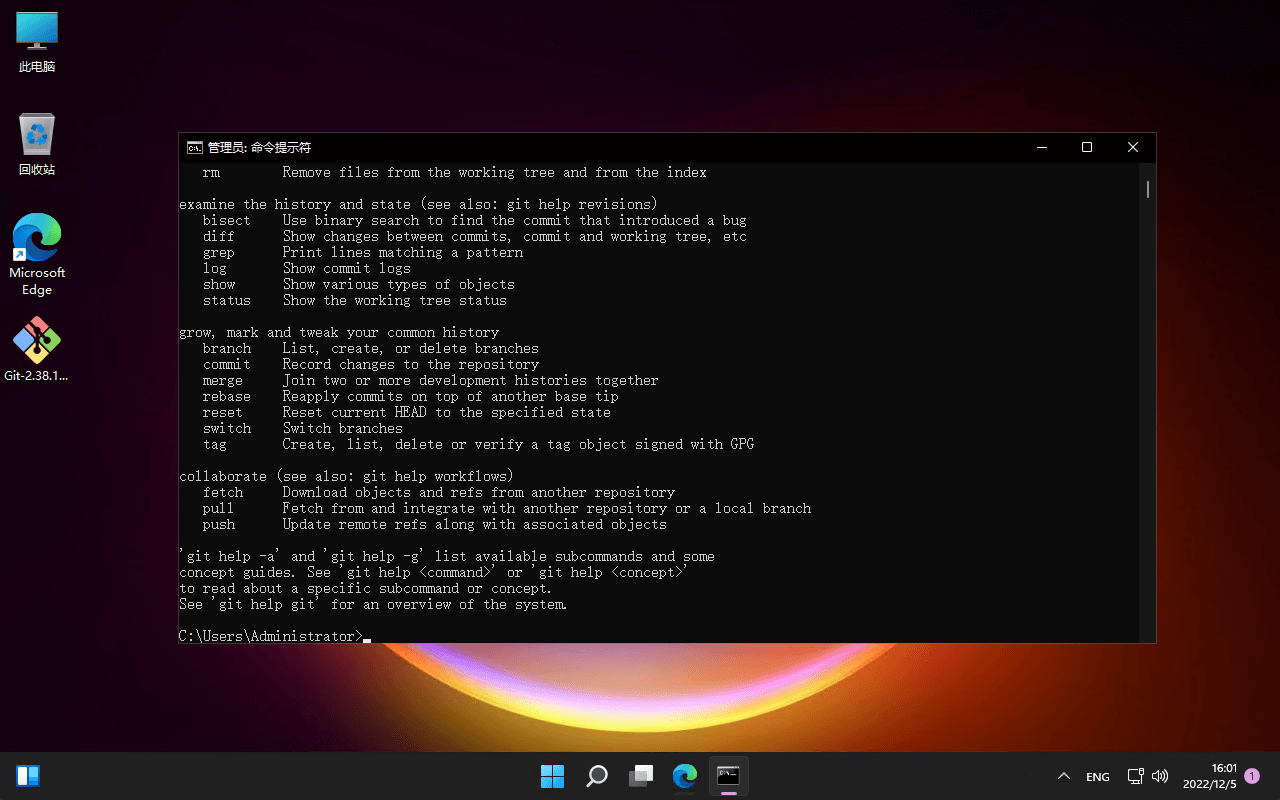 此电脑
回收站
Microsoft
Edge
Git-2.38.1...
管理员: 命令提示符
rm Remove files from the working tree and from the index
examine the history and state (see also: git help revisions)
bisect Use binary search to find the commit that introduced a bug
diff Show changes between commits, commit and working tree, etc
grep Print lines matching a pattern
log Show commit logs
show Show various types of objects
status Show the working tree status
grow, mark and tweak your common history
branch List, create, or delete branches
commit Record changes to the repository
merge Join two or more development histories together
rebase Reapply commits on top of another base tip
reset Reset current HEAD to the specified state
switch Switch branches
tag Create, list, delete or verify a tag object signed with GPG
collaborate (see also: git help workflows)
fetch Download objects and refs from another repository
pull Fetch from and integrate with another repository or a local branch
push Update remote refs along with associated objects
'git help -a' and 'git help -g' list available subcommands and some
concept guides. See 'git help <command>' or 'git help <concept>'
to read about a specific subcommand or concept.
See 'git help git' for an overview of the system.
C:\Users\Administrator>
ENG
16:01
2022/12/5
1